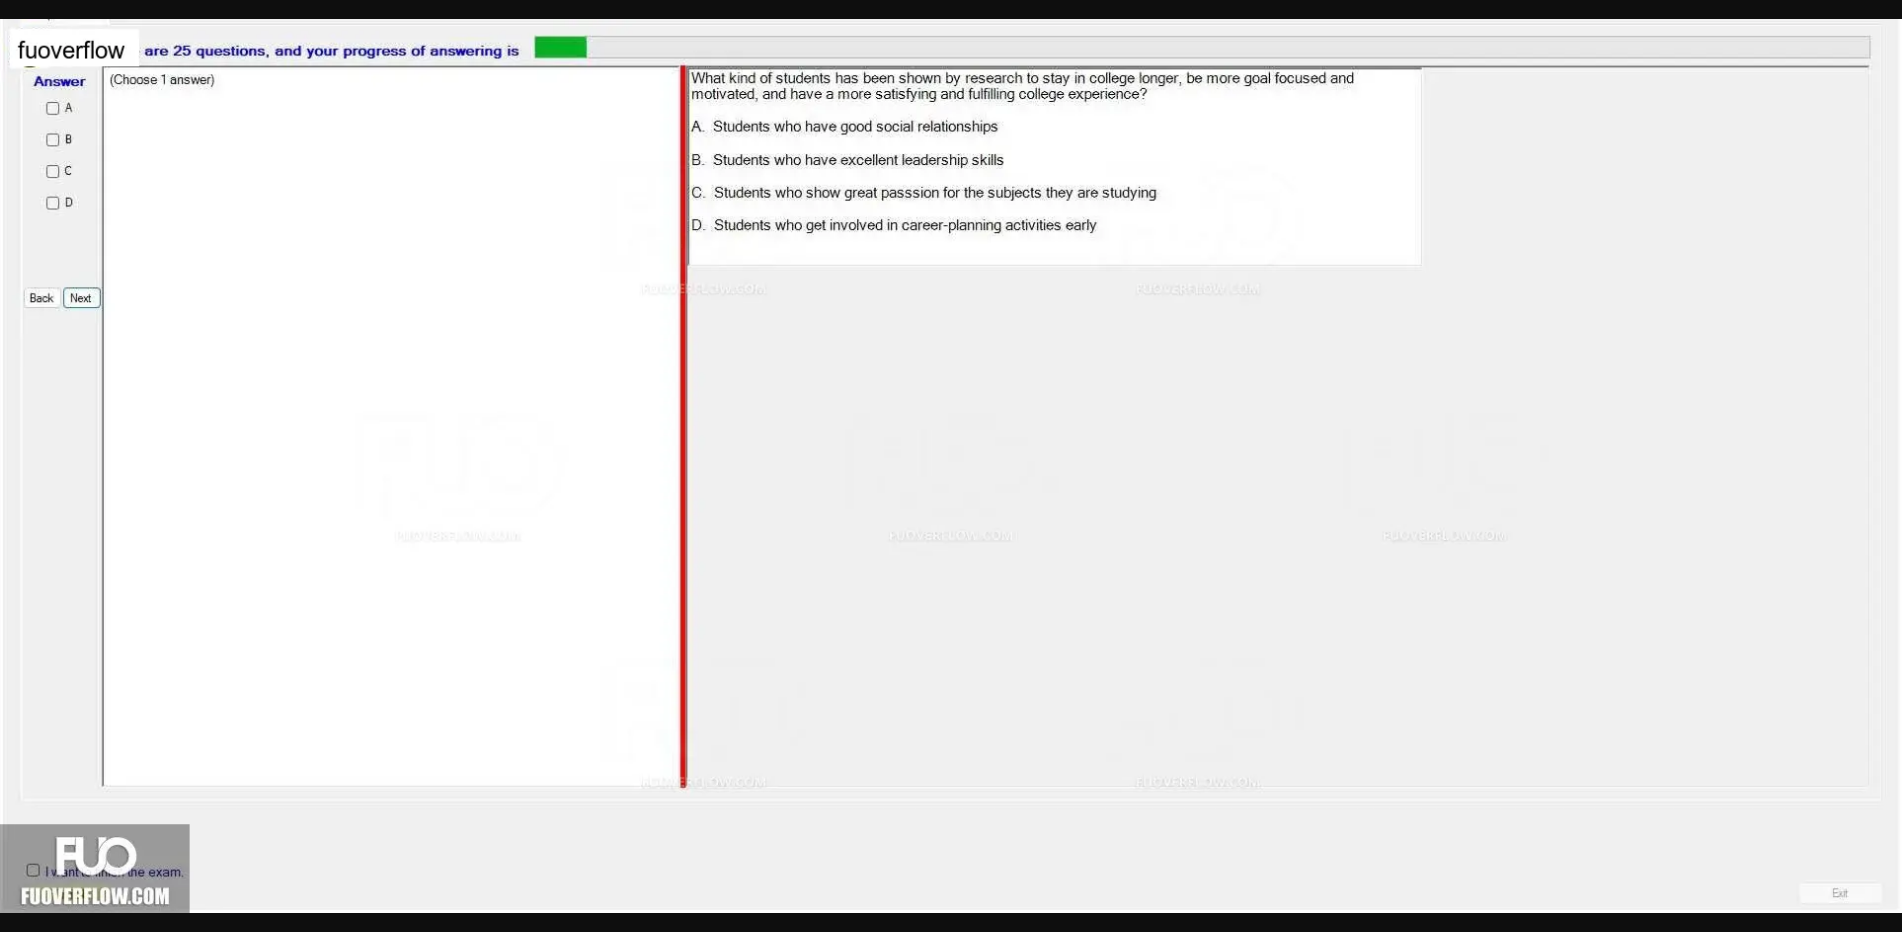 fuoverflow are 25 questions, and your progress of answering is
Answer
(Choose 1 answer)
A
B
C
D
Back Next
What kind of students has been shown by research to stay in college longer, be more goal focused and
motivated, and have a more satisfying and fulfilling college experience?
A. Students who have good social relationships
B. Students who have excellent leadership skills
C. Students who show great passsion for the subjects they are studying
D. Students who get involved in career-planning activities early
FUOVERFLOW.COM FUOVERFLOW.COM
FUOVERFLOW.COM FUOVERFLOW.COM FUOVERFLOW.COM
FUOVERFLOW.COM FUOVERFLOW.COM
FUO
I want to finish the exam.
FUOVERFLOW.COM
Exit